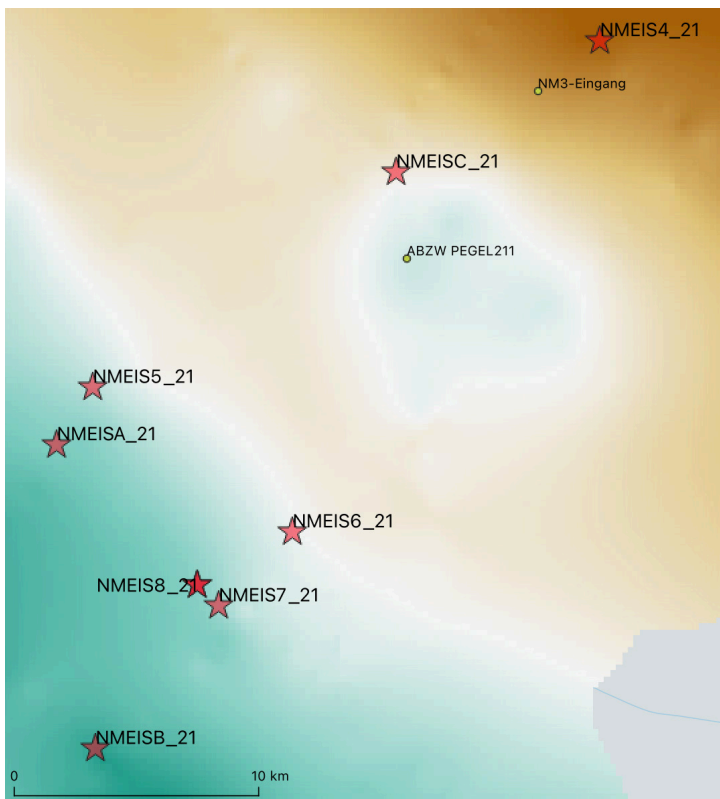 NMEIS4_21
NM3-Eingang
NMEISC_21
ABZW PEGEL211
NMEIS5_21
NMEISA_21
NMEIS6_21
NMEIS8_21
NMEIS7_21
NMEISB_21
0 10 km